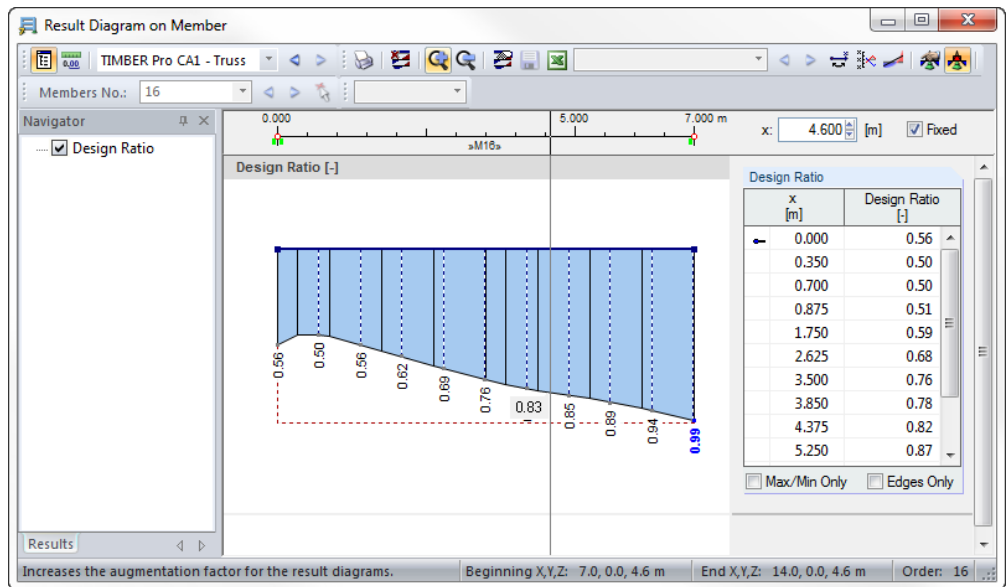 Result Diagram on Member
TIMBER Pro CA1 - Truss
Members No.: 16
Navigator
Design Ratio
0.000 5.000 7.000 m
»M16»
x: 4.600 [m] Fixed
Design Ratio [-]
0.56
0.50
0.56
0.62
0.69
0.76
0.83
0.85
0.89
0.94
0.99
Design Ratio
x [m] Design Ratio [-]
0.000 0.56
0.350 0.50
0.700 0.50
0.875 0.51
1.750 0.59
2.625 0.68
3.500 0.76
3.850 0.78
4.375 0.82
5.250 0.87
Max/Min Only Edges Only
Results
Increases the augmentation factor for the result diagrams. Beginning X,Y,Z: 7.0, 0.0, 4.6 m End X,Y,Z: 14.0, 0.0, 4.6 m Order: 16